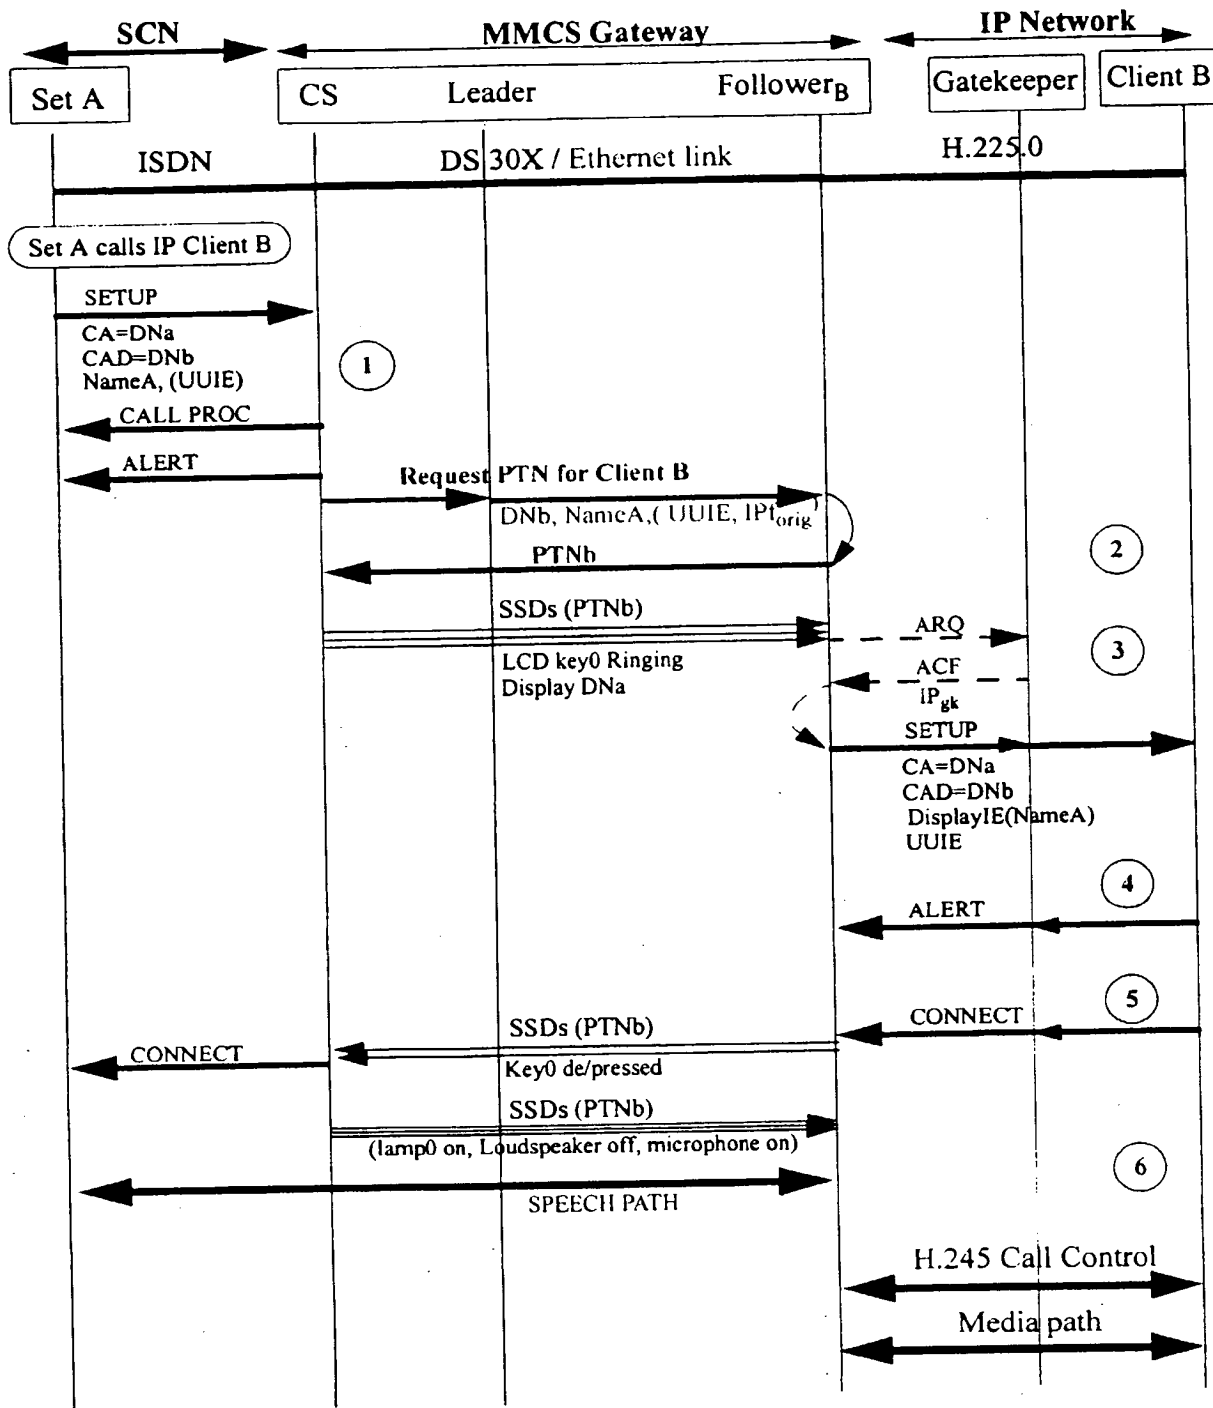 SCN
MMCS Gateway
IP Network
Set A
CS
Leader
FollowerB
Gatekeeper
Client B
ISDN
DS 30X / Ethernet link
H.225.0
Set A calls IP Client B
SETUP
CA=DNa
CAD=DNb
NameA, (UUIE)
1
CALL PROC
ALERT
Request PTN for Client B
DNb, NameA,( UUIE, IPtorig)
PTNb
2
SSDs (PTNb)
ARQ
LCD key0 Ringing
Display DNa
3
ACF
IPgk
SETUP
CA=DNa
CAD=DNb
DisplayIE(NameA)
UUIE
4
ALERT
5
CONNECT
SSDs (PTNb)
CONNECT
Key0 de/pressed
SSDs (PTNb)
(lamp0 on, Loudspeaker off, microphone on)
6
SPEECH PATH
H.245 Call Control
Media path